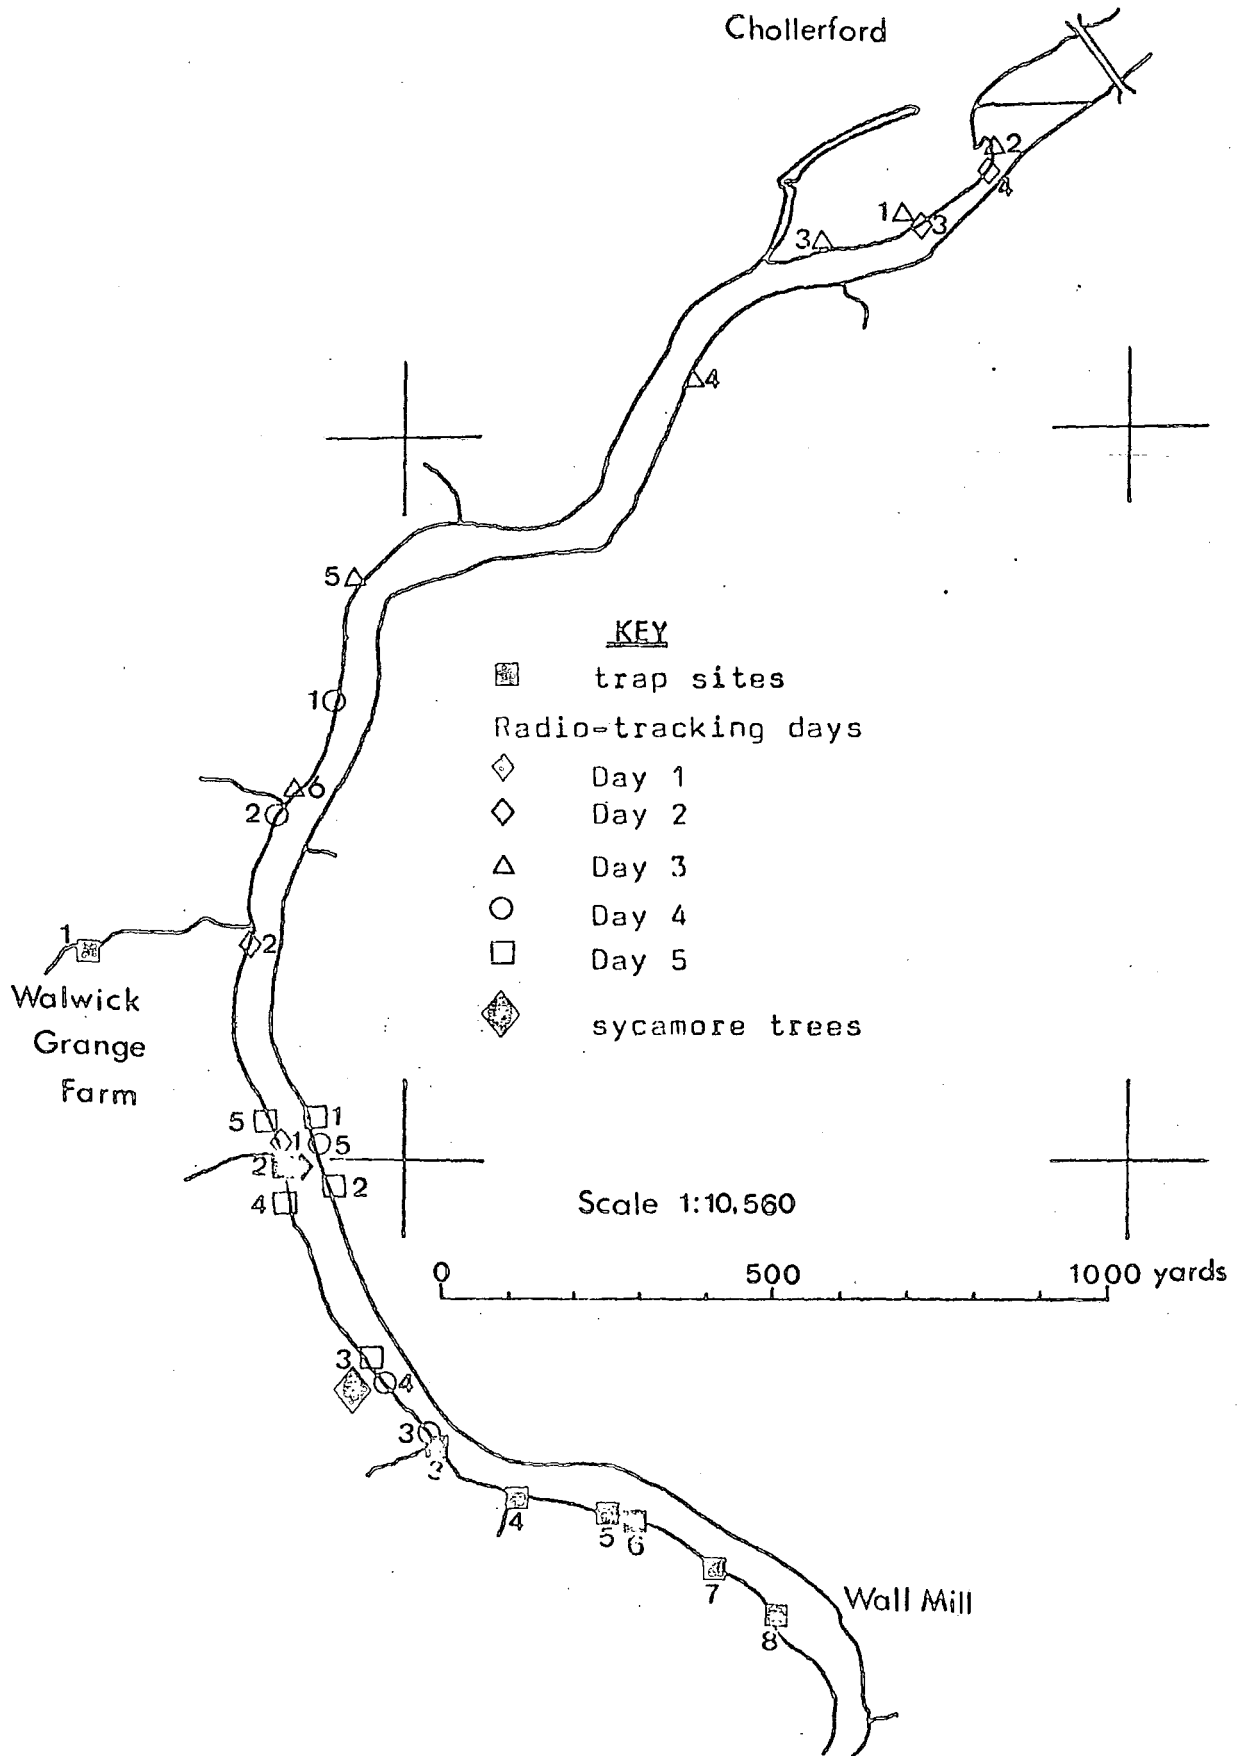 Chollerford
2
4
1
3
3
4
5
KEY
trap sites
1
Radio-tracking days
Day 1
6
2
Day 2
Day 3
Day 4
1
2
Day 5
Walwick
Grange
Farm
sycamore trees
5
1
1
5
2
2
4
Scale 1:10,560
0
500
1000 yards
3
4
3
3
4
5
6
7
8
Wall Mill